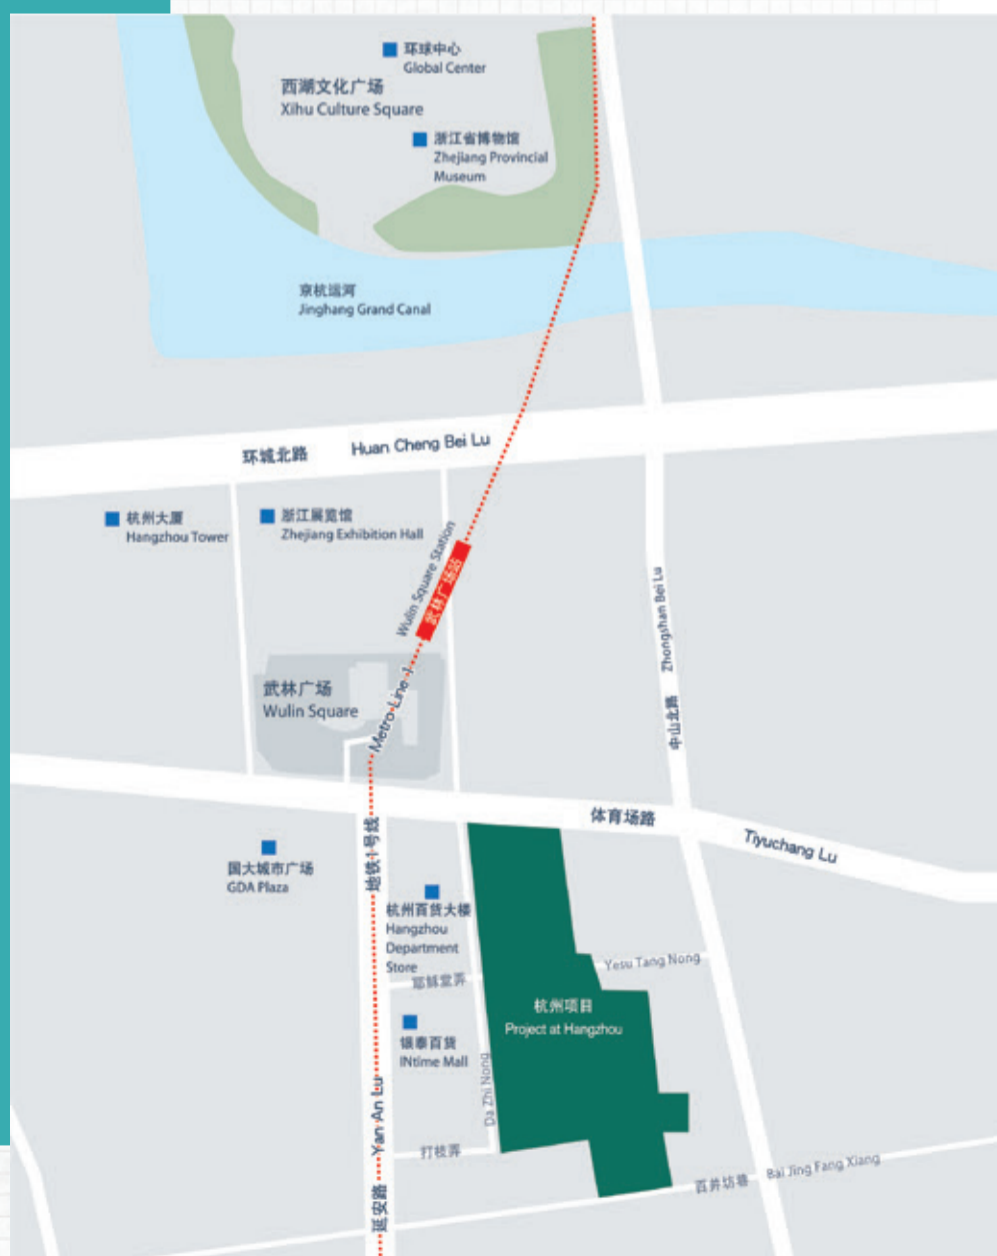 环球中心
Global Center
西湖文化广场
Xihu Culture Square
浙江省博物馆
Zhejiang Provincial
Museum
京杭运河
Jinghang Grand Canal
环城北路 Huan Cheng Bei Lu
杭州大厦
Hangzhou Tower
浙江展览馆
Zhejiang Exhibition Hall
Wulin Square Station
武林广场站
Zhongshan Bei Lu
中山北路
武林广场
Wulin Square
Metro Line 1
地铁1号线
体育场路 Tiyuchang Lu
国大城市广场
GDA Plaza
杭州百货大楼
Hangzhou
Department
Store
耶稣堂弄
Yesu Tang Nong
杭州项目
Project at Hangzhou
银泰百货
INtime Mall
Da Zhi Nong
打枝弄
Yan An Lu
延安路
百井坊巷 Bai Jing Fang Xiang